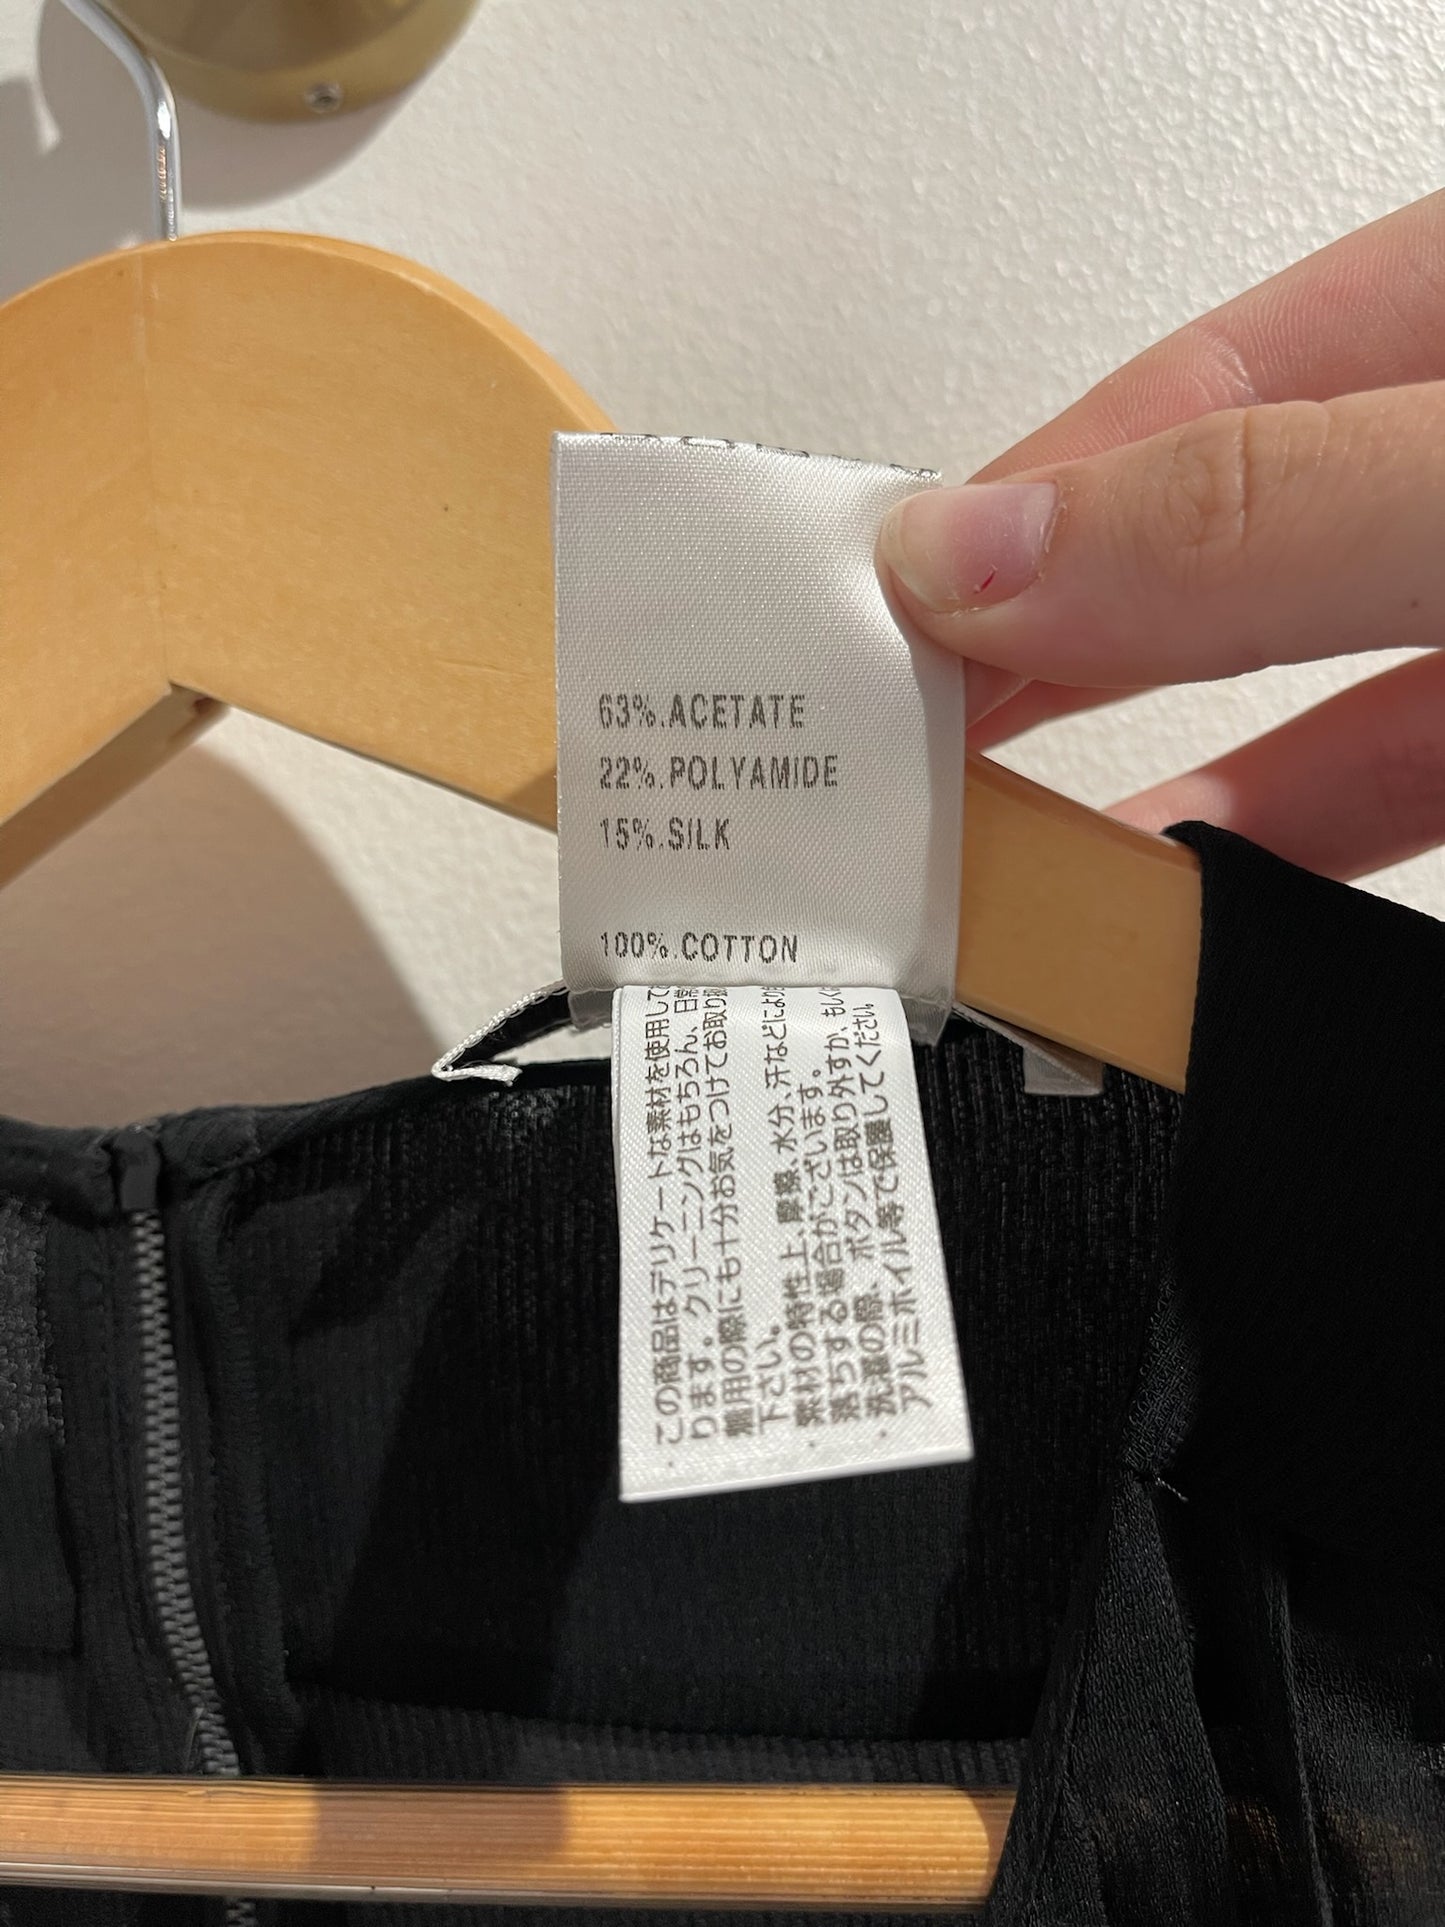 63%.ACETATE
22%.POLYAMIDE
15%.SILK
100%.COTTON
この商品はデリケートな素材を使用して
ります。クリーニングはもちろん、日常
用の際にも十分お気をつけてお取り扱
下さい。
素材の特性上、摩擦、水分、汗などにより
落ちする場合がございます。
洗濯の際、ボタンは取り外すか、もしく
アルミホイル等で保護してください。